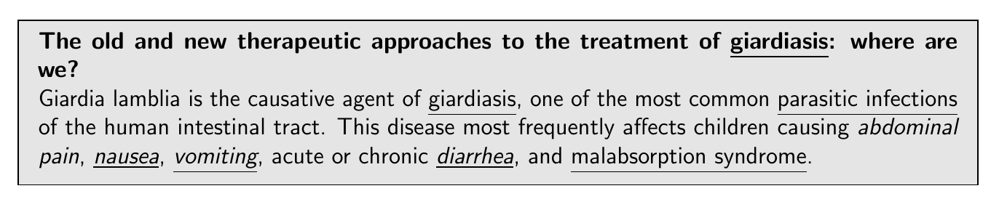 The old and new therapeutic approaches to the treatment of giardiasis: where are
we?
Giardia lamblia is the causative agent of giardiasis, one of the most common parasitic infections
of the human intestinal tract. This disease most frequently affects children causing abdominal
pain, nausea, vomiting, acute or chronic diarrhea, and malabsorption syndrome.